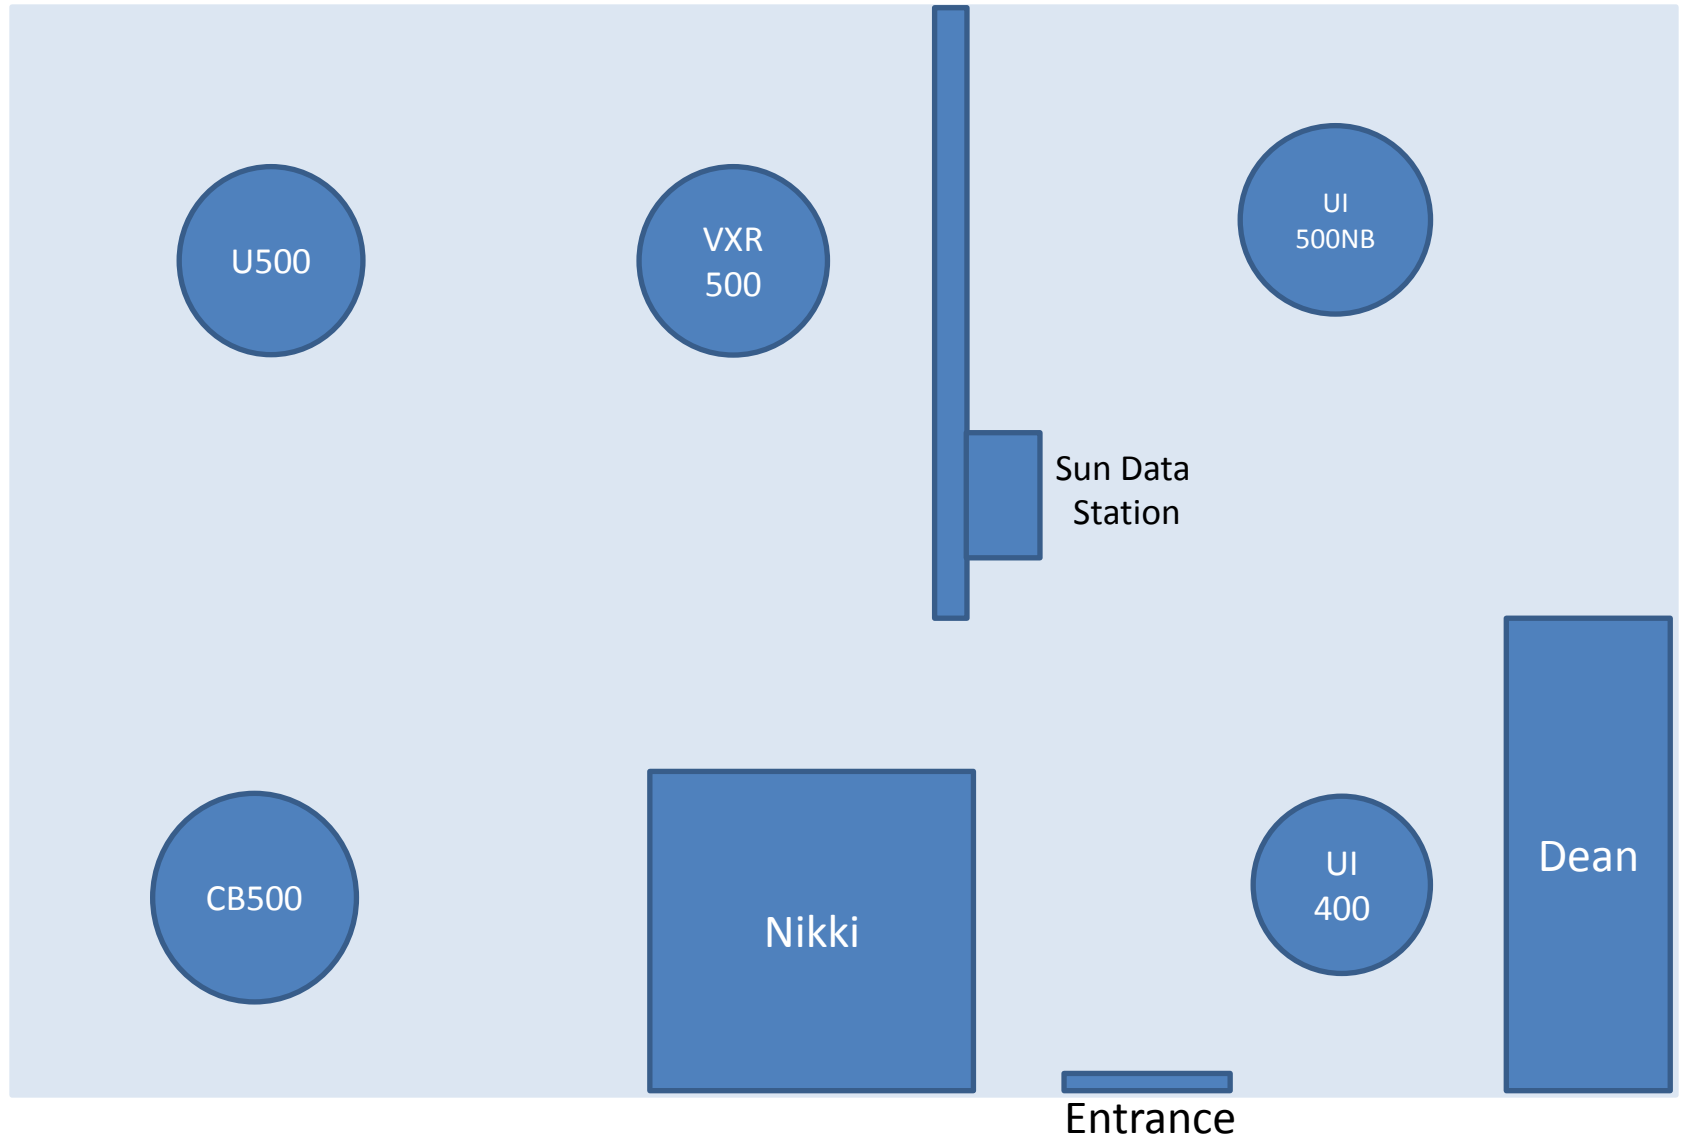 U500
VXR
500
UI
500NB
Sun Data
Station
CB500
Nikki
UI
400
Dean
Entrance